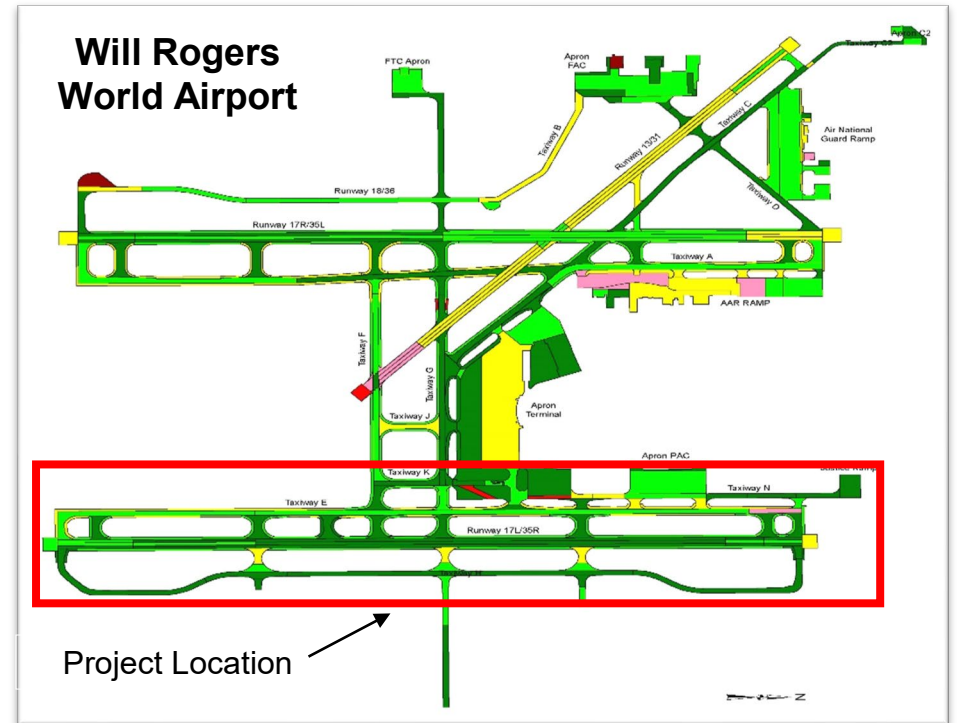 Will Rogers
World Airport
FTC Apron
Apron
FAC
Apron C2
Taxiway C3
Taxiway B
Runway 13/31
Taxiway C
Air National
Guard Ramp
Runway 18/36
Taxiway D
Runway 17R/35L
Taxiway A
AAR RAMP
Taxiway F
Taxiway G
Taxiway J
Apron
Terminal
Apron PAC
Taxiway K
Taxiway N
Taxiway E
Runway 17L/35R
Project Location
Z